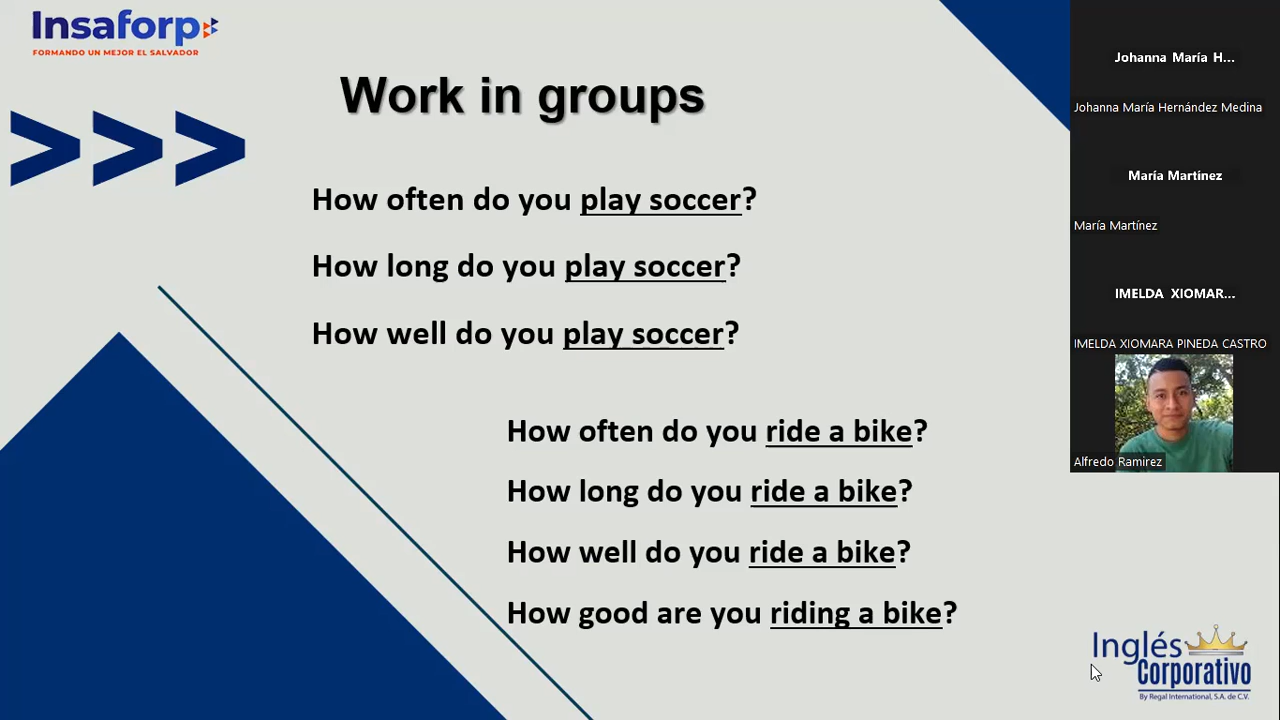 Insaforp
FORMANDO UN MEJOR EL SALVADOR
Work in groups
>>>
How often do you play soccer?
How long do you play soccer?
How well do you play soccer?
How often do you ride a bike?
How long do you ride a bike?
How well do you ride a bike?
How good are you riding a bike?
Johanna María H...
Johanna María Hernández Medina
María Martínez
María Martínez
IMELDA XIOMAR...
IMELDA XIOMARA PINEDA CASTRO
Alfredo Ramirez
Inglés
Corporativo
By Regal International, S.A. de C.V.